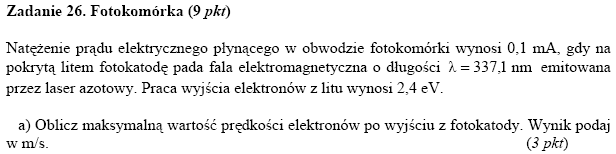 Zadanie 26. Fotokomórka (9 pkt)
Natężenie prądu elektrycznego płynącego w obwodzie fotokomórki wynosi 0,1 mA, gdy na
pokrytą litem fotokatodę pada fala elektromagnetyczna o długości λ = 337,1 nm emitowana
przez laser azotowy. Praca wyjścia elektronów z litu wynosi 2,4 eV.
a) Oblicz maksymalną wartość prędkości elektronów po wyjściu z fotokatody. Wynik podaj
w m/s. (3 pkt)